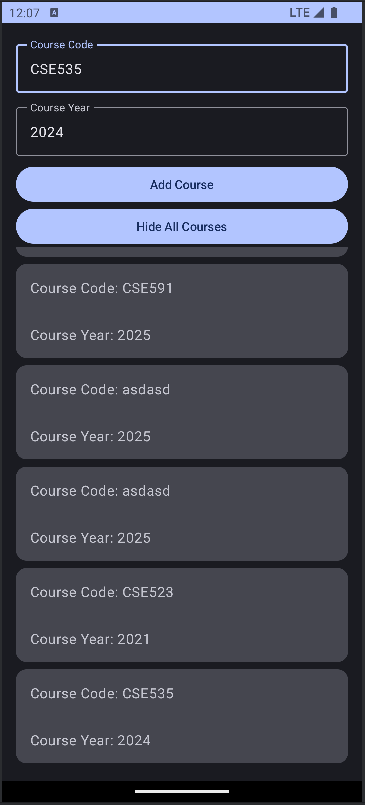 12:07 A LTE
Course Code
CSE535
Course Year
2024
Add Course
Hide All Courses
Course Code: CSE591
Course Year: 2025
Course Code: asdasd
Course Year: 2025
Course Code: asdasd
Course Year: 2025
Course Code: CSE523
Course Year: 2021
Course Code: CSE535
Course Year: 2024